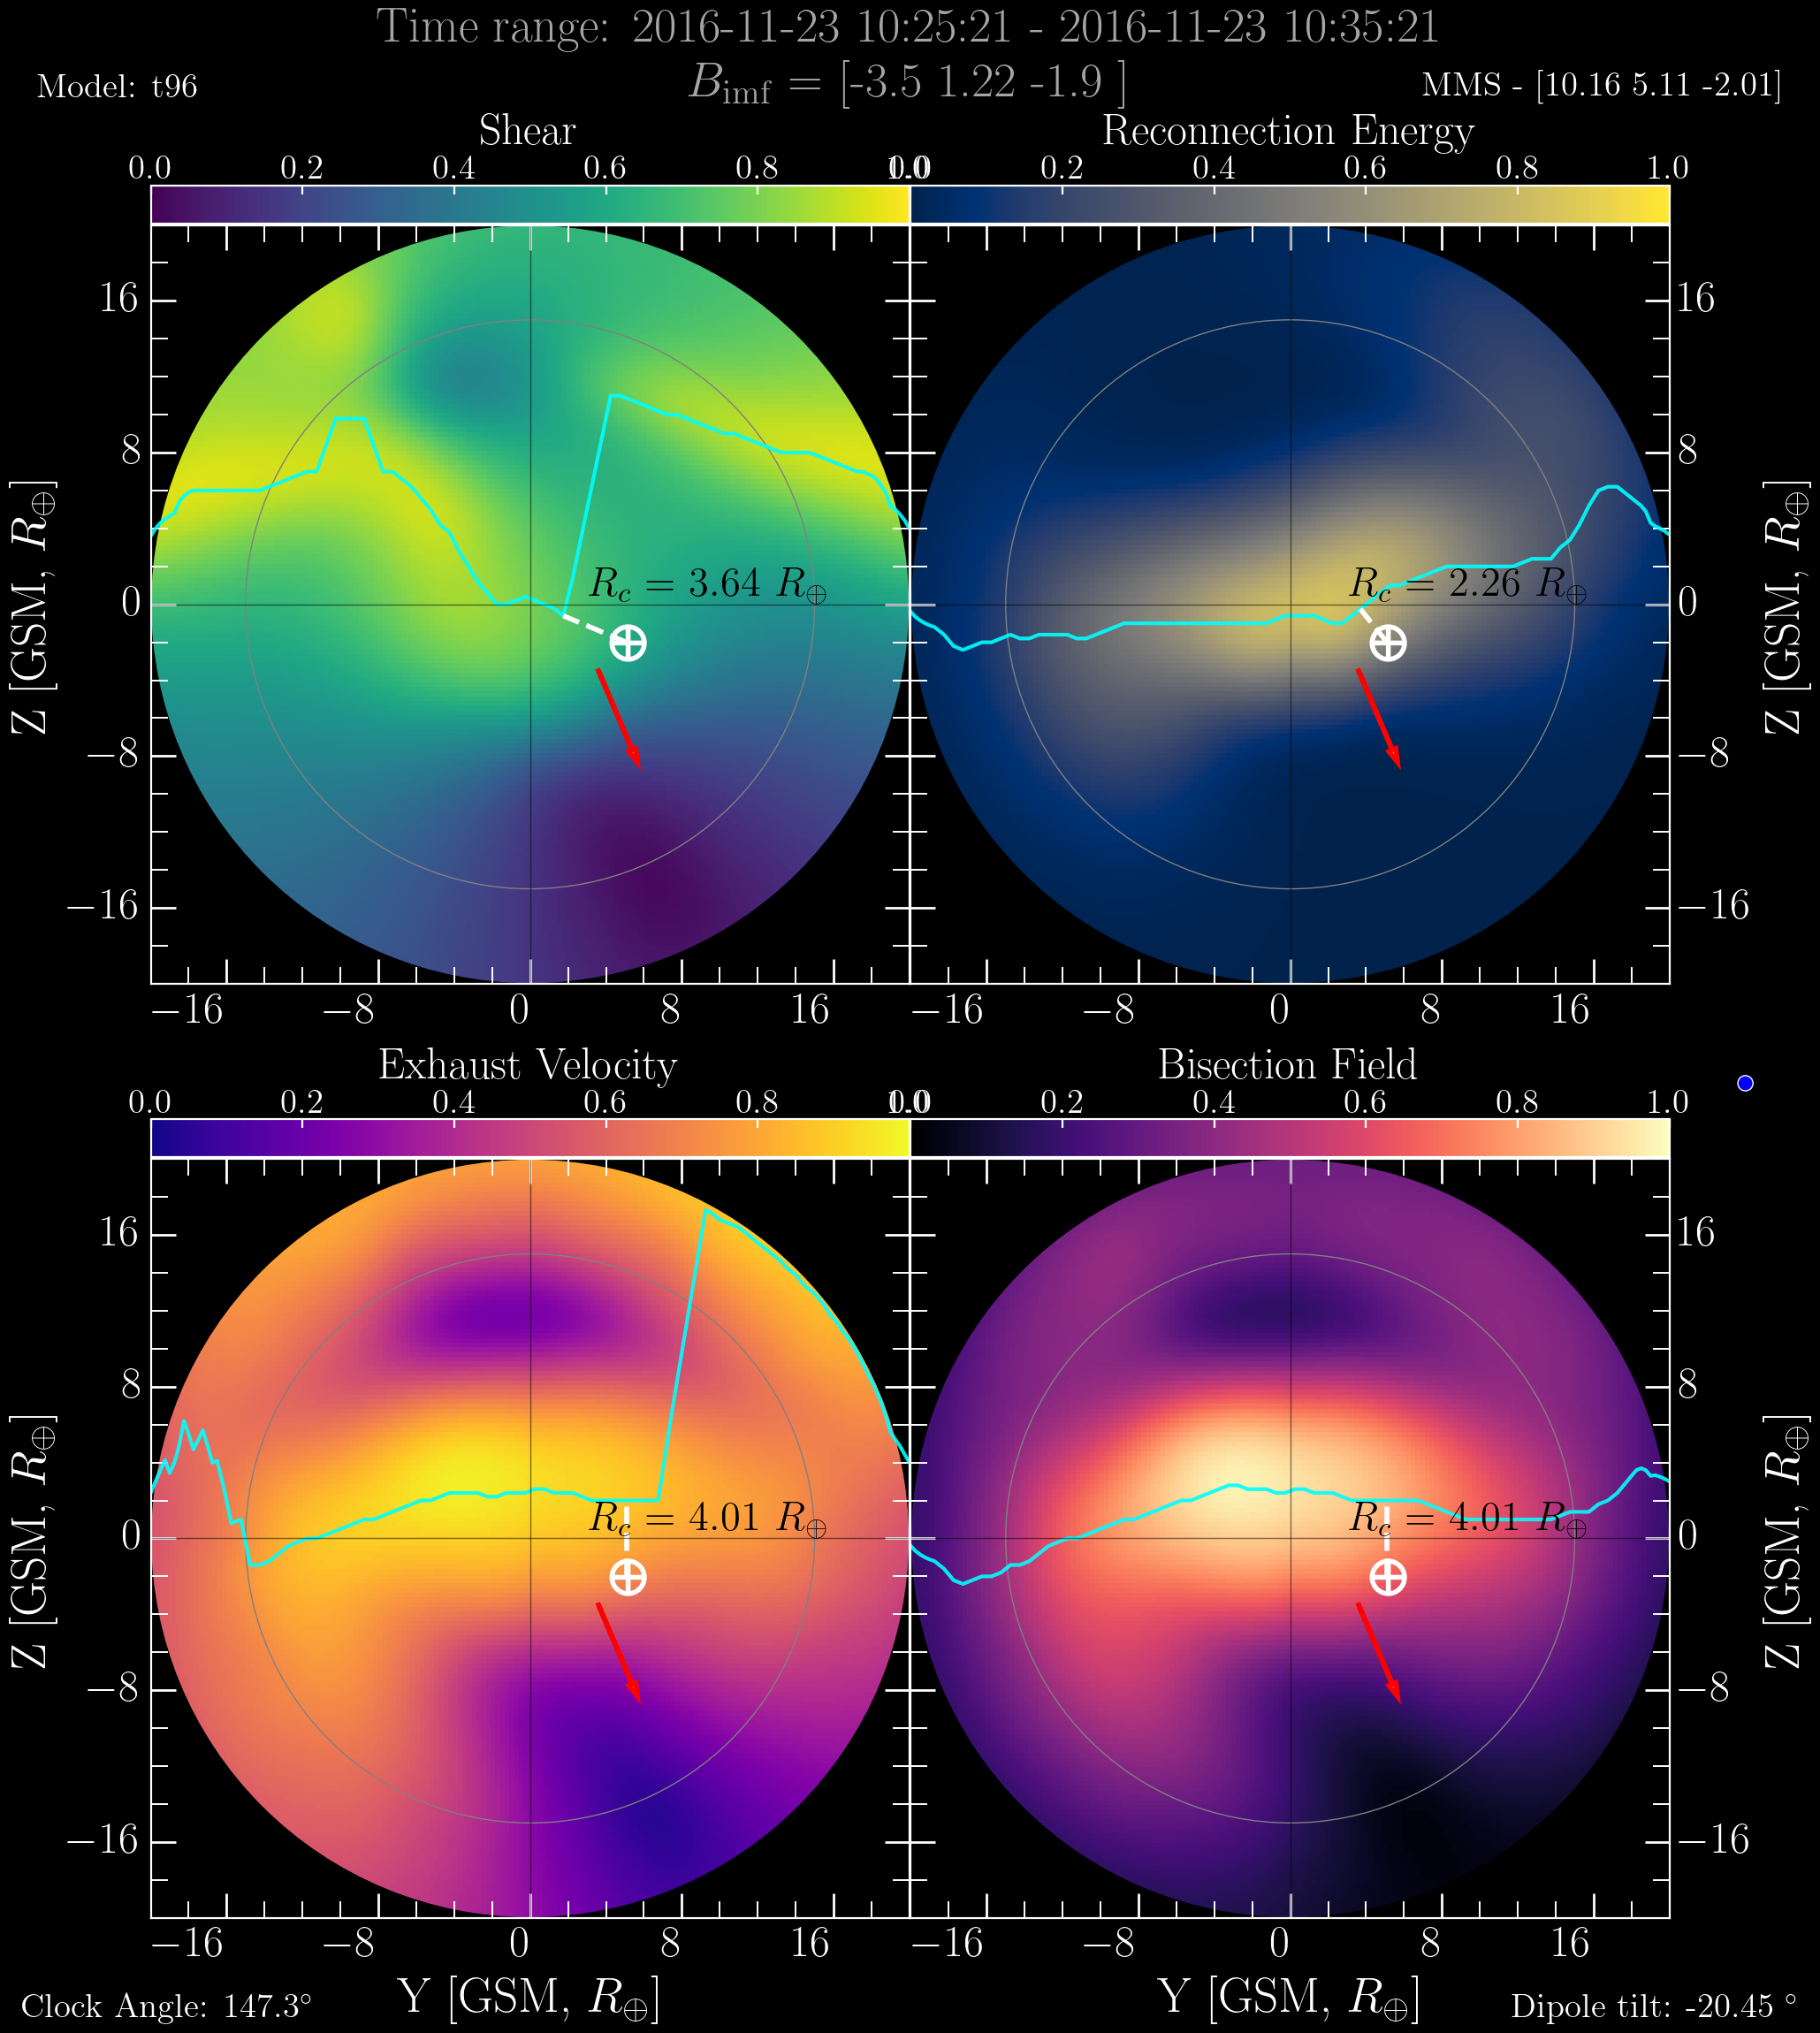 Time range: 2016-11-23 10:25:21 - 2016-11-23 10:35:21
Model: t96
B_imf = [-3.5 1.22 -1.9 ]
MMS - [10.16 5.11 -2.01]
Shear
Reconnection Energy
0.0 0.2 0.4 0.6 0.8 1.0
0.0 0.2 0.4 0.6 0.8 1.0
16
8
0
−8
−16
Z [GSM, R⊕]
R_c = 3.64 R⊕
R_c = 2.26 R⊕
16
8
0
−8
−16
Z [GSM, R⊕]
−16 −8 0 8 16
−16 −8 0 8 16
Exhaust Velocity
Bisection Field
0.0 0.2 0.4 0.6 0.8 1.0
0.0 0.2 0.4 0.6 0.8 1.0
16
8
0
−8
−16
Z [GSM, R⊕]
R_c = 4.01 R⊕
R_c = 4.01 R⊕
16
8
0
−8
−16
Z [GSM, R⊕]
−16 −8 0 8 16
−16 −8 0 8 16
Y [GSM, R⊕]
Y [GSM, R⊕]
Clock Angle: 147.3°
Dipole tilt: -20.45 °